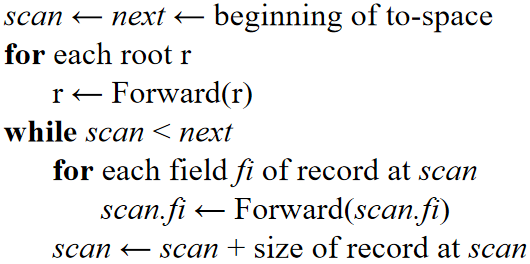 scan ← next ← beginning of to-space
for each root r
r ← Forward(r)
while scan < next
for each field fi of record at scan
scan.fi ← Forward(scan.fi)
scan ← scan + size of record at scan